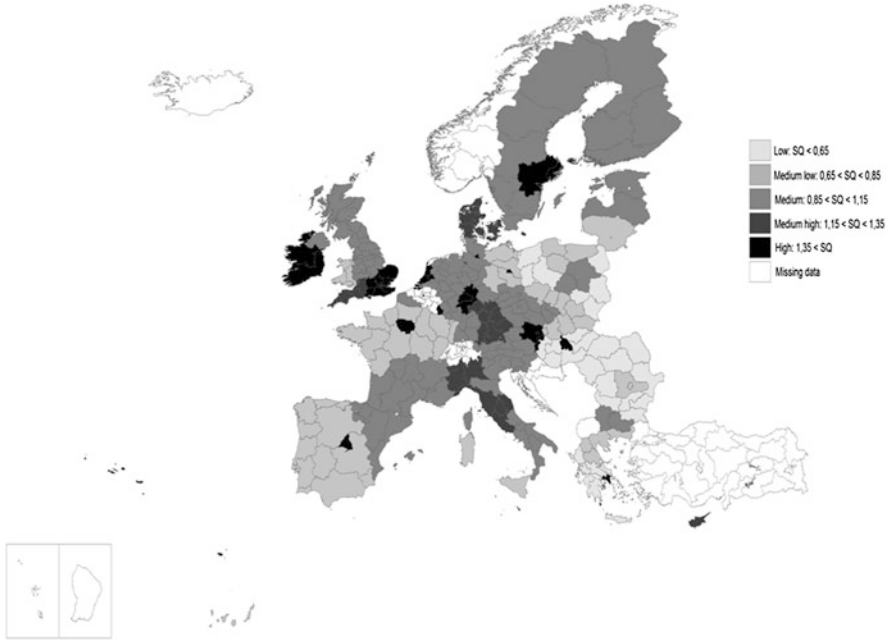 Low: SQ < 0,65
Medium low: 0,65 < SQ < 0,85
Medium: 0,85 < SQ < 1,15
Medium high: 1,15 < SQ < 1,35
High: 1,35 < SQ
Missing data